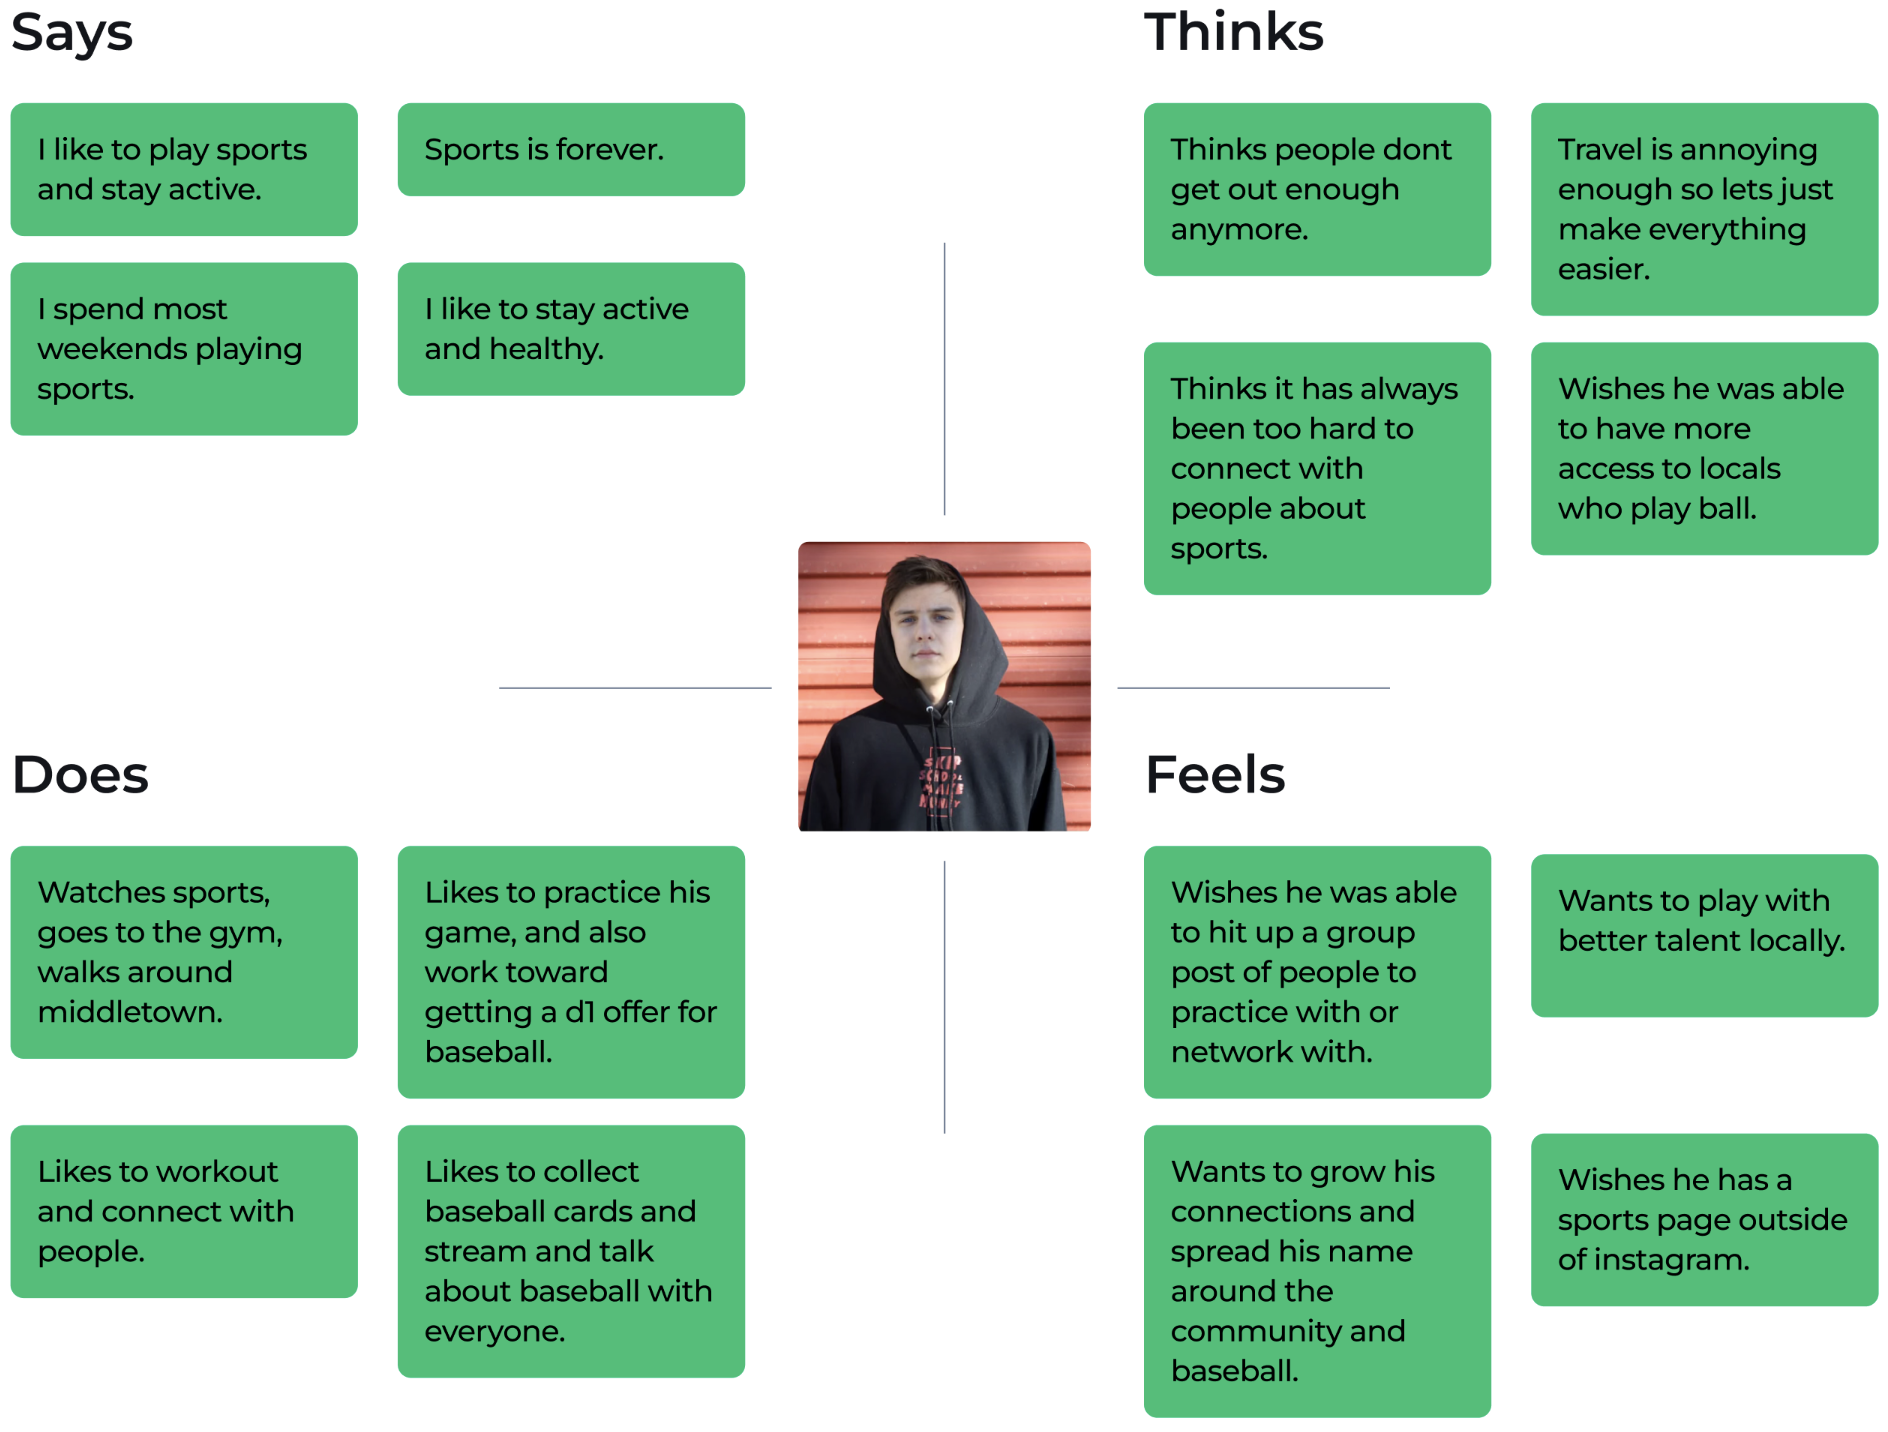 Says
I like to play sports
and stay active.
Sports is forever.
I spend most
weekends playing
sports.
I like to stay active
and healthy.
Thinks
Thinks people dont
get out enough
anymore.
Travel is annoying
enough so lets just
make everything
easier.
Thinks it has always
been too hard to
connect with
people about
sports.
Wishes he was able
to have more
access to locals
who play ball.
SKIP
SCHOOL
MAKE
Does
Watches sports,
goes to the gym,
walks around
middletown.
Likes to practice his
game, and also
work toward
getting a d1 offer for
baseball.
Likes to workout
and connect with
people.
Likes to collect
baseball cards and
stream and talk
about baseball with
everyone.
Feels
Wishes he was able
to hit up a group
post of people to
practice with or
network with.
Wants to play with
better talent locally.
Wants to grow his
connections and
spread his name
around the
community and
baseball.
Wishes he has a
sports page outside
of instagram.